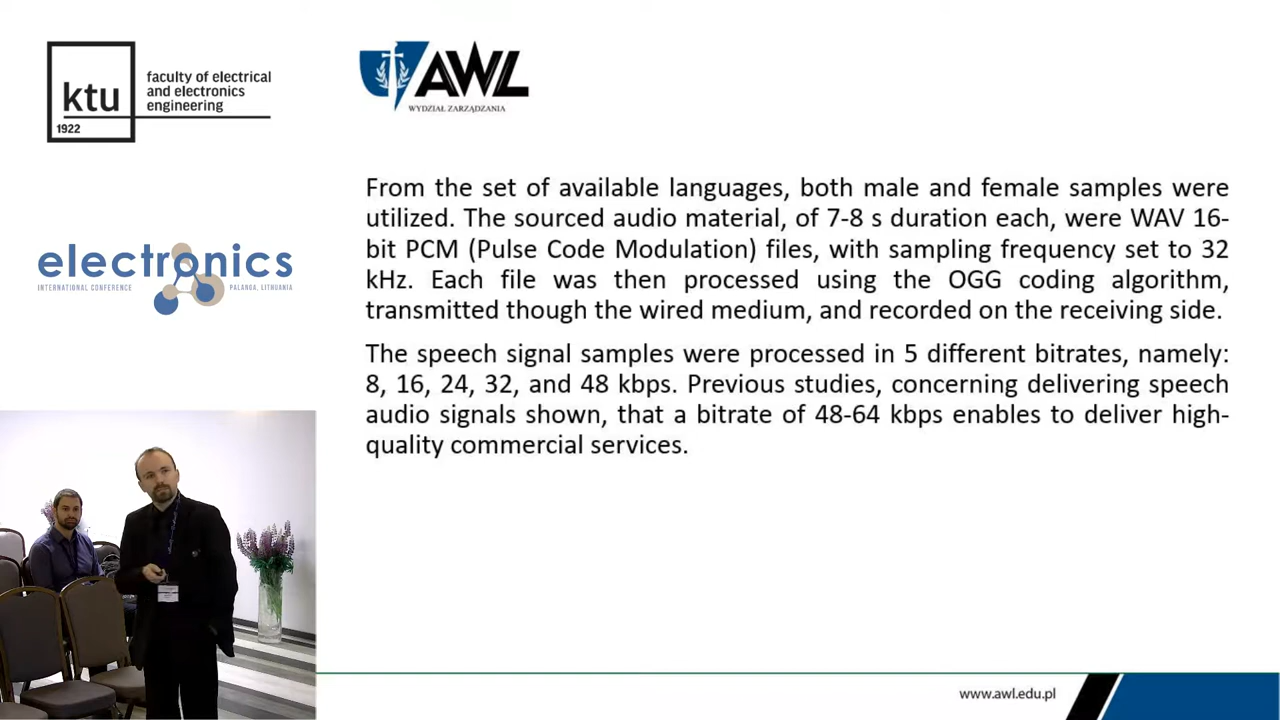 ktu
1922
faculty of electrical
and electronics
engineering
AWL
WYDZIAŁ ZARZĄDZANIA
electronics
INTERNATIONAL CONFERENCE
PALANGA, LITHUANIA
From the set of available languages, both male and female samples were
utilized. The sourced audio material, of 7-8 s duration each, were WAV 16-
bit PCM (Pulse Code Modulation) files, with sampling frequency set to 32
kHz. Each file was then processed using the OGG coding algorithm,
transmitted though the wired medium, and recorded on the receiving side.
The speech signal samples were processed in 5 different bitrates, namely:
8, 16, 24, 32, and 48 kbps. Previous studies, concerning delivering speech
audio signals shown, that a bitrate of 48-64 kbps enables to deliver high-
quality commercial services.
www.awl.edu.pl